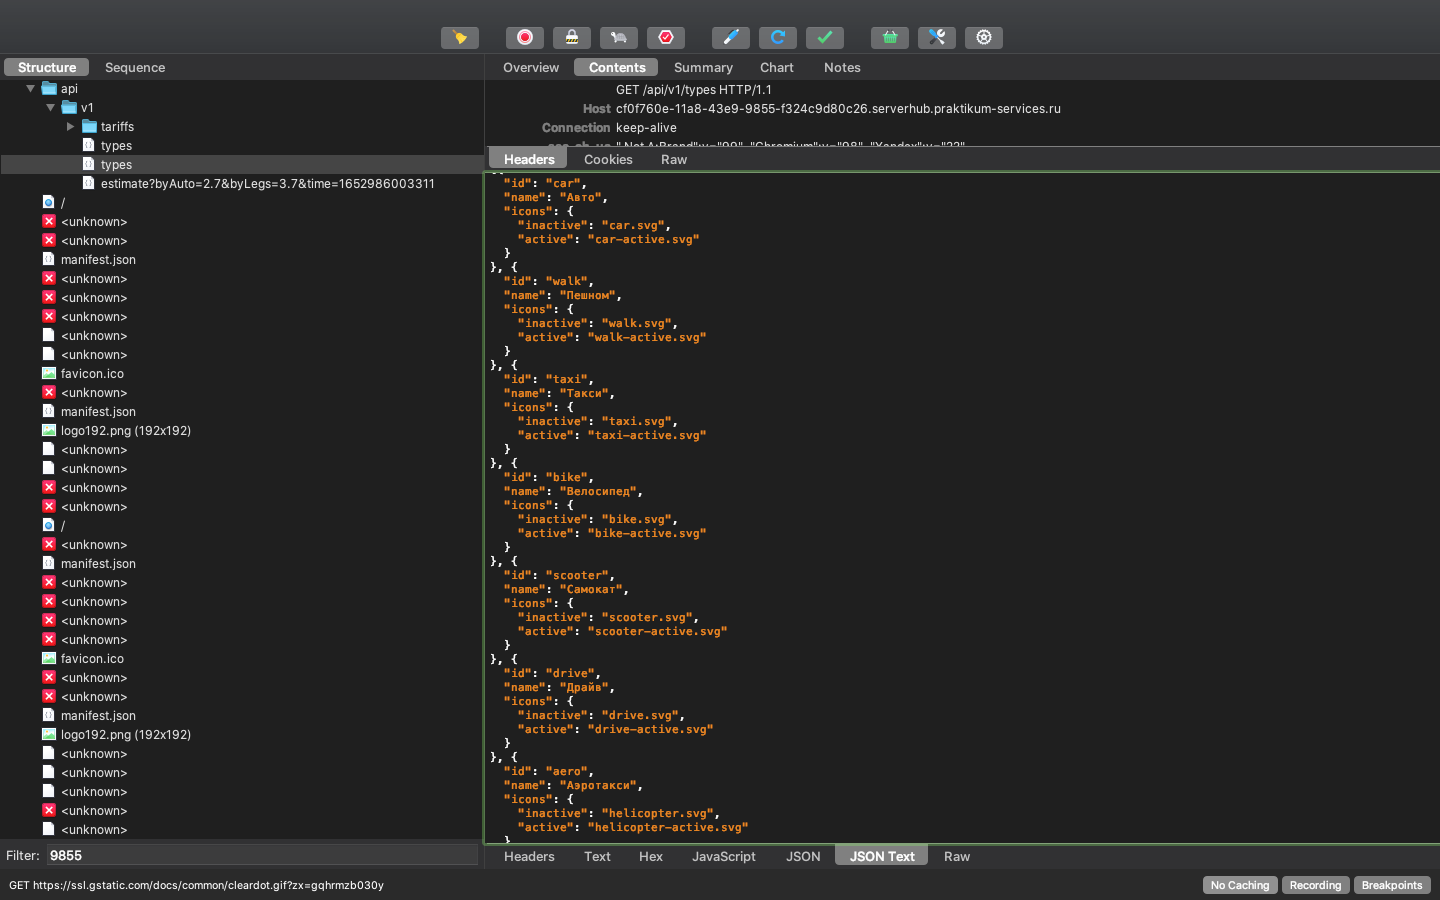 Structure
Sequence
api
v1
tariffs
types
types
estimate?byAuto=2.7&byLegs=3.7&time=1652986003311
/
<unknown>
<unknown>
manifest.json
<unknown>
<unknown>
<unknown>
<unknown>
<unknown>
favicon.ico
<unknown>
manifest.json
logo192.png (192x192)
<unknown>
<unknown>
<unknown>
<unknown>
/
<unknown>
manifest.json
<unknown>
<unknown>
<unknown>
<unknown>
favicon.ico
<unknown>
<unknown>
manifest.json
logo192.png (192x192)
<unknown>
<unknown>
<unknown>
<unknown>
<unknown>
Filter: 9855
Overview Contents Summary Chart Notes
GET /api/v1/types HTTP/1.1
Host cf0f760e-11a8-43e9-9855-f324c9d80c26.serverhub.praktikum-services.ru
Connection keep-alive
Headers Cookies Raw
"id": "car",
"name": "Авто",
"icons": {
"inactive": "car.svg",
"active": "car-active.svg"
}
}, {
"id": "walk",
"name": "Пешном",
"icons": {
"inactive": "walk.svg",
"active": "walk-active.svg"
}
}, {
"id": "taxi",
"name": "Такси",
"icons": {
"inactive": "taxi.svg",
"active": "taxi-active.svg"
}
}, {
"id": "bike",
"name": "Велосипед",
"icons": {
"inactive": "bike.svg",
"active": "bike-active.svg"
}
}, {
"id": "scooter",
"name": "Самокат",
"icons": {
"inactive": "scooter.svg",
"active": "scooter-active.svg"
}
}, {
"id": "drive",
"name": "Драйв",
"icons": {
"inactive": "drive.svg",
"active": "drive-active.svg"
}
}, {
"id": "aero",
"name": "Аэротакси",
"icons": {
"inactive": "helicopter.svg",
"active": "helicopter-active.svg"
}
Headers Text Hex JavaScript JSON JSON Text Raw
GET https://ssl.gstatic.com/docs/common/cleardot.gif?zx=gqhrmzb030y
No Caching Recording Breakpoints